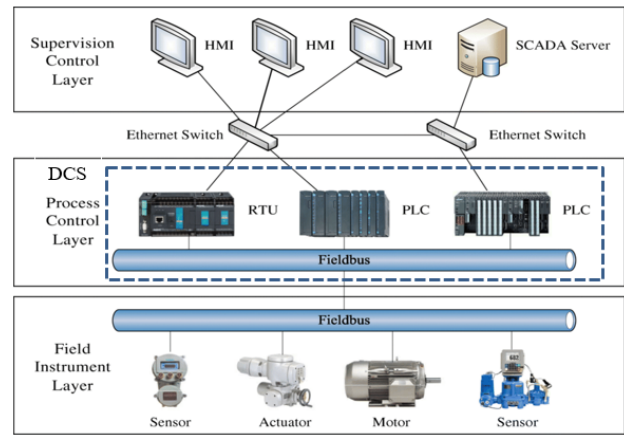 Supervision
Control
Layer
HMI
HMI
HMI
SCADA Server
Ethernet Switch
Ethernet Switch
DCS
Process
Control
Layer
RTU
PLC
PLC
Fieldbus
Fieldbus
Field
Instrument
Layer
Sensor
Actuator
Motor
Sensor